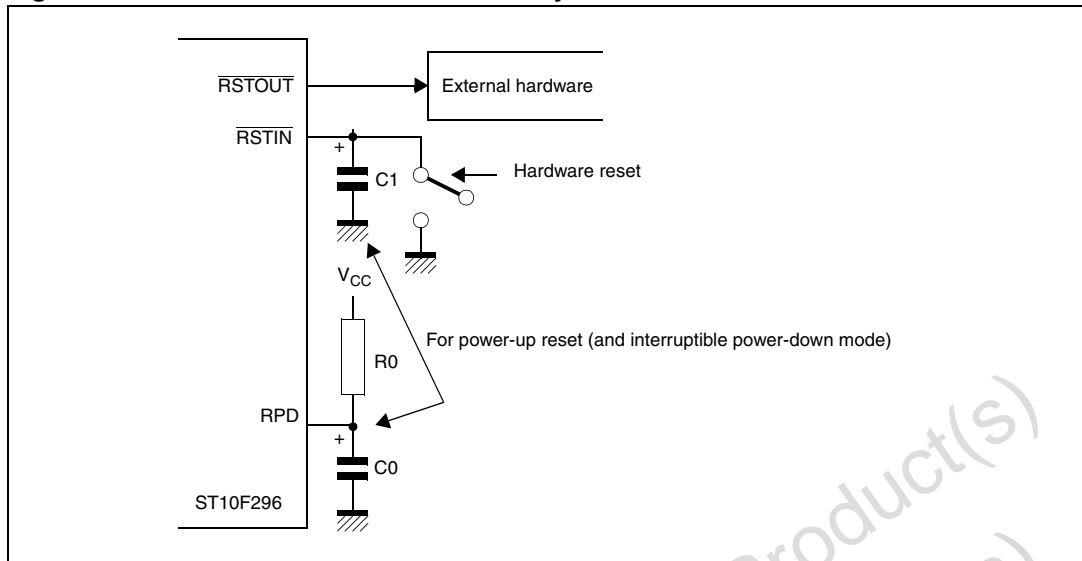 RSTOUT
External hardware
RSTIN
+
C1
Hardware reset
VCC
For power-up reset (and interruptible power-down mode)
R0
RPD
+
C0
ST10F296
Product(s)